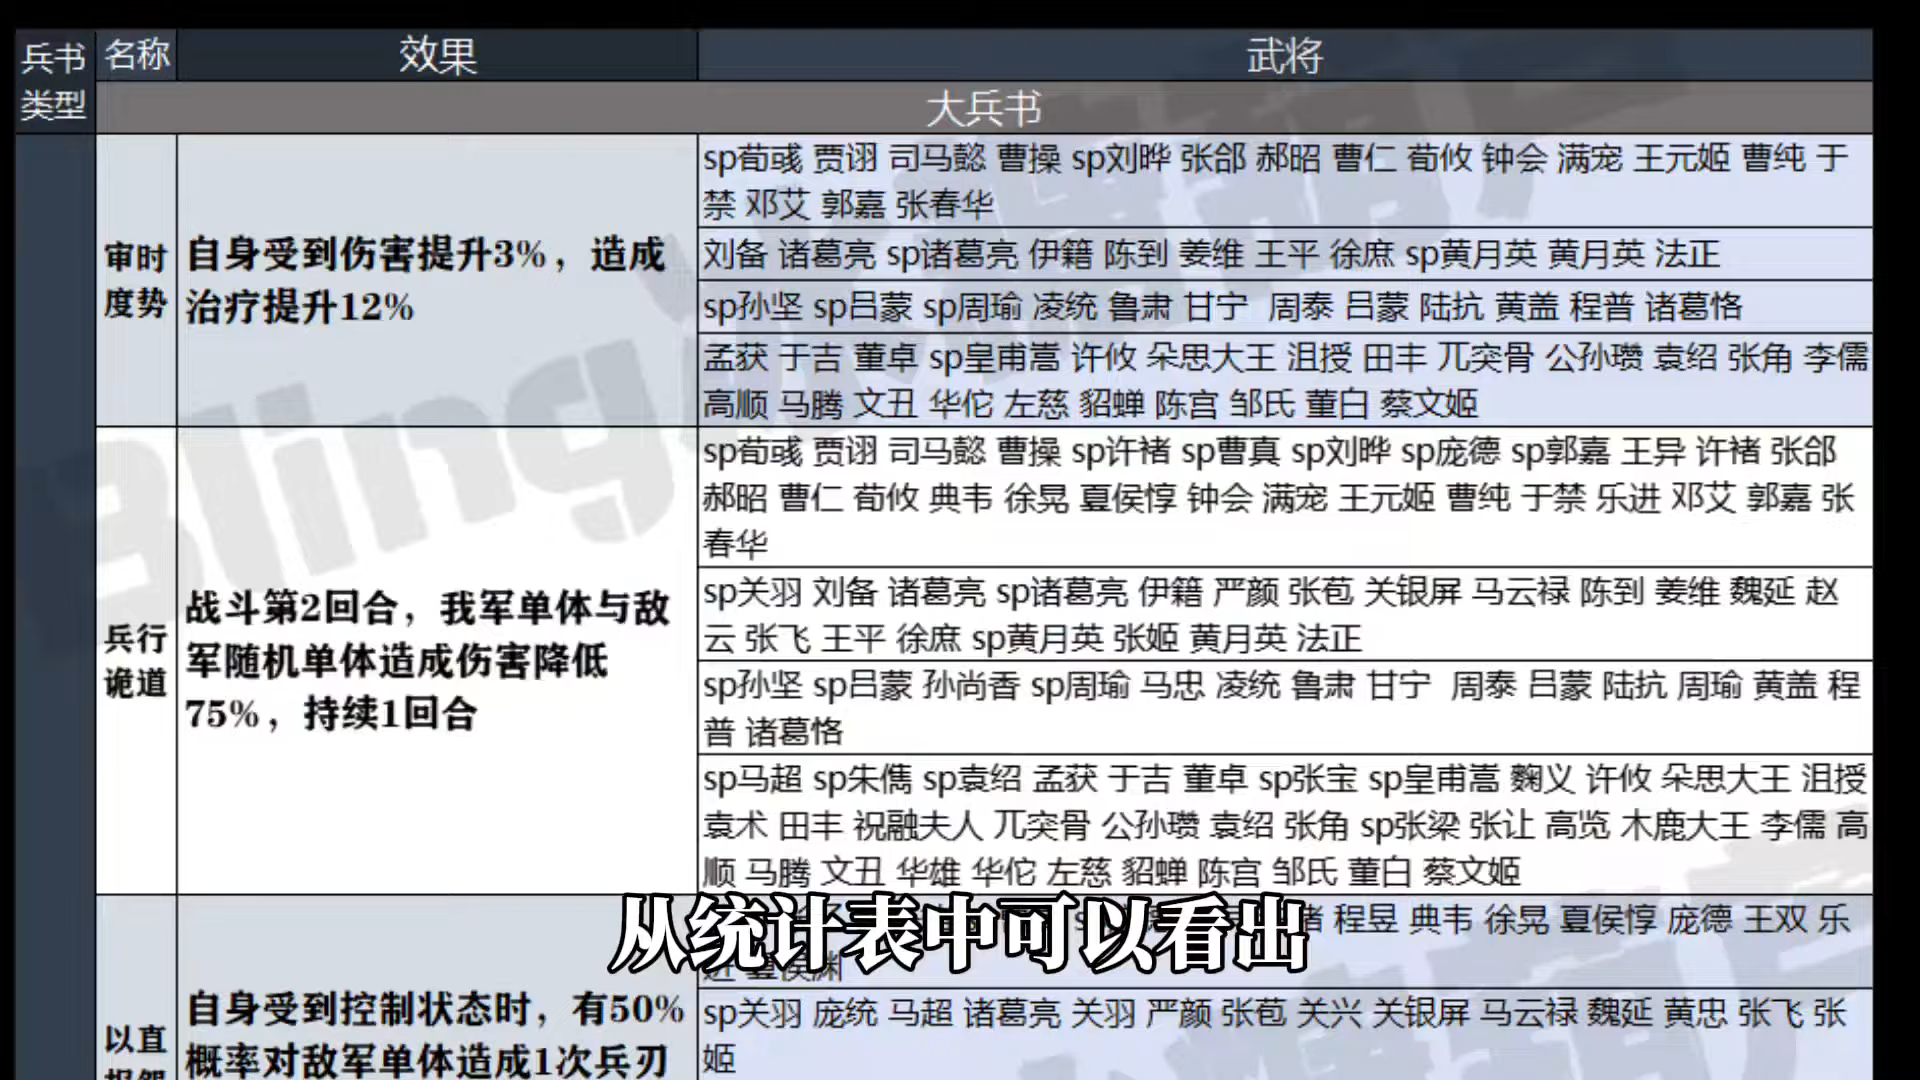 兵书类型 名称 效果 武将
大兵书
审时度势
自身受到伤害提升3%，造成
治疗提升12%
sp荀彧 贾诩 司马懿 曹操 sp刘晔 张郃 郝昭 曹仁 荀攸 钟会 满宠 王元姬 曹纯 于
禁 邓艾 郭嘉 张春华
刘备 诸葛亮 sp诸葛亮 伊籍 陈到 姜维 王平 徐庶 sp黄月英 黄月英 法正
sp孙坚 sp吕蒙 sp周瑜 凌统 鲁肃 甘宁 周泰 吕蒙 陆抗 黄盖 程普 诸葛恪
孟获 于吉 董卓 sp皇甫嵩 许攸 朵思大王 沮授 田丰 兀突骨 公孙瓒 袁绍 张角 李儒
高顺 马腾 文丑 华佗 左慈 貂蝉 陈宫 邹氏 董白 蔡文姬
兵行诡道
战斗第2回合，我军单体与敌
军随机单体造成伤害降低
75%，持续1回合
sp荀彧 贾诩 司马懿 曹操 sp许褚 sp曹真 sp刘晔 sp庞德 sp郭嘉 王异 许褚 张郃
郝昭 曹仁 荀攸 典韦 徐晃 夏侯惇 钟会 满宠 王元姬 曹纯 于禁 乐进 邓艾 郭嘉 张
春华
sp关羽 刘备 诸葛亮 sp诸葛亮 伊籍 严颜 张苞 关银屏 马云禄 陈到 姜维 魏延 赵
云 张飞 王平 徐庶 sp黄月英 张姬 黄月英 法正
sp孙坚 sp吕蒙 孙尚香 sp周瑜 马忠 凌统 鲁肃 甘宁 周泰 吕蒙 陆抗 周瑜 黄盖 程
普 诸葛恪
sp马超 sp朱儁 sp袁绍 孟获 于吉 董卓 sp张宝 sp皇甫嵩 麴义 许攸 朵思大王 沮授
袁术 田丰 祝融夫人 兀突骨 公孙瓒 袁绍 张角 sp张梁 张让 高览 木鹿大王 李儒 高
顺 马腾 文丑 华雄 华佗 左慈 貂蝉 陈宫 邹氏 董白 蔡文姬
以直
自身受到控制状态时，有50%
概率对敌军单体造成1次兵刃
程昱 典韦 徐晃 夏侯惇 庞德 王双 乐
sp关羽 庞统 马超 诸葛亮 关羽 严颜 张苞 关兴 关银屏 马云禄 魏延 黄忠 张飞 张
姬
从统计表中可以看出